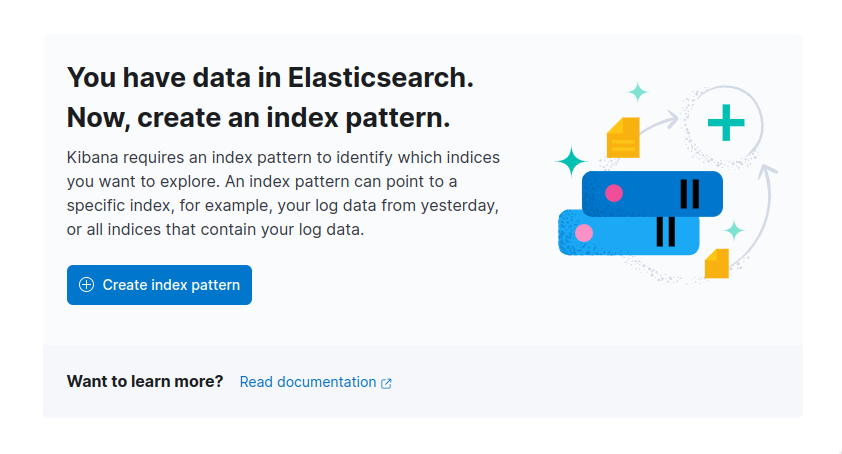 You have data in Elasticsearch.
Now, create an index pattern.
Kibana requires an index pattern to identify which indices
you want to explore. An index pattern can point to a
specific index, for example, your log data from yesterday,
or all indices that contain your log data.
Create index pattern
Want to learn more? Read documentation